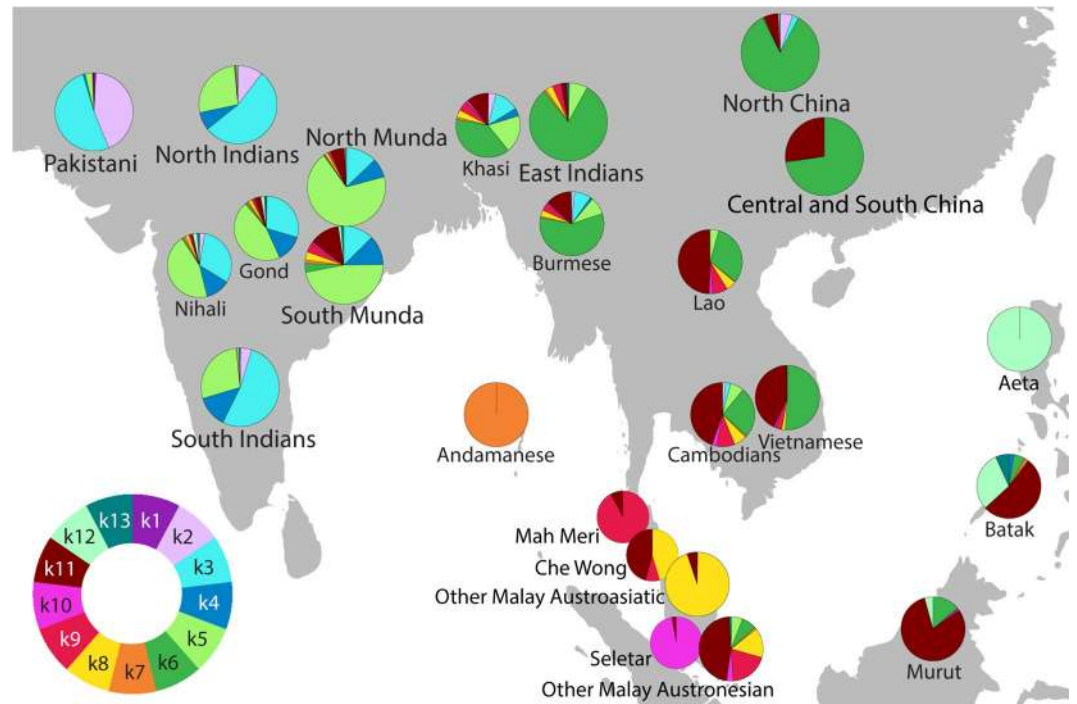 North China
Pakistani
North Indians
North Munda
Khasi
East Indians
Central and South China
Gond
Burmese
Lao
Nihali
South Munda
Aeta
South Indians
Andamanese
Cambodians
Vietnamese
Batak
Mah Meri
Che Wong
Other Malay Austroasiatic
Seletar
Murut
Other Malay Austronesian
k1
k2
k3
k4
k5
k6
k7
k8
k9
k10
k11
k12
k13